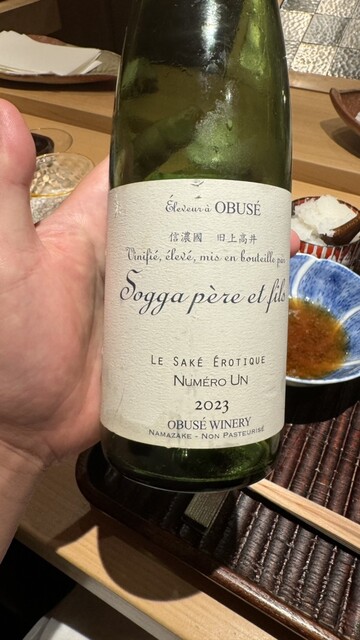 Éleveur à OBUSÉ
信濃國 旧上高井
Vinifié, élevé, mis en bouteille par
Sogga père et fils
LE SAKÉ ÉROTIQUE
NUMÉRO UN
2023
OBUSÉ WINERY
NAMAZAKE - NON PASTEURISÉ